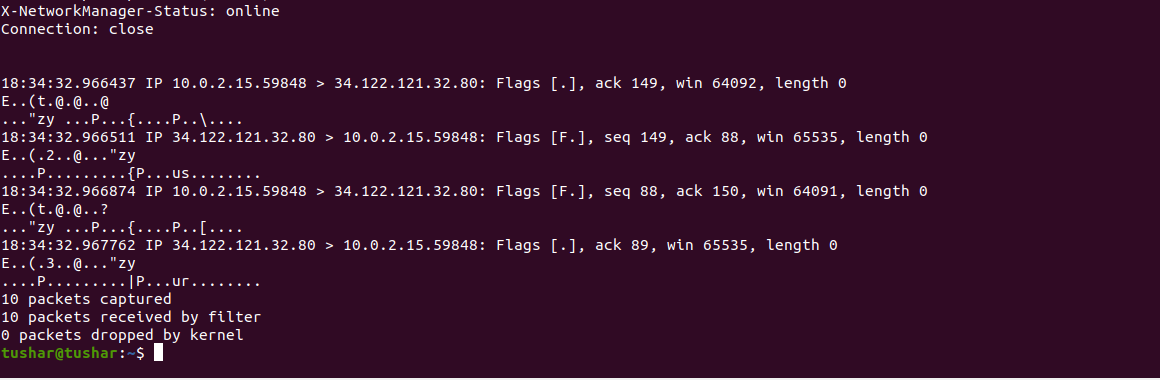 X-NetworkManager-Status: online
Connection: close
18:34:32.966437 IP 10.0.2.15.59848 > 34.122.121.32.80: Flags [.], ack 149, win 64092, length 0
E..(t.@.@..@
..."zy ...P...{....P..\....
18:34:32.966511 IP 34.122.121.32.80 > 10.0.2.15.59848: Flags [F.], seq 149, ack 88, win 65535, length 0
E..(.2..@..."zy
....P.........{P...us........
18:34:32.966874 IP 10.0.2.15.59848 > 34.122.121.32.80: Flags [F.], seq 88, ack 150, win 64091, length 0
E..(t.@.@..?
..."zy ...P...{....P..[....
18:34:32.967762 IP 34.122.121.32.80 > 10.0.2.15.59848: Flags [.], ack 89, win 65535, length 0
E..(.3..@..."zy
....P.........|P...ur........
10 packets captured
10 packets received by filter
0 packets dropped by kernel
tushar@tushar:~$